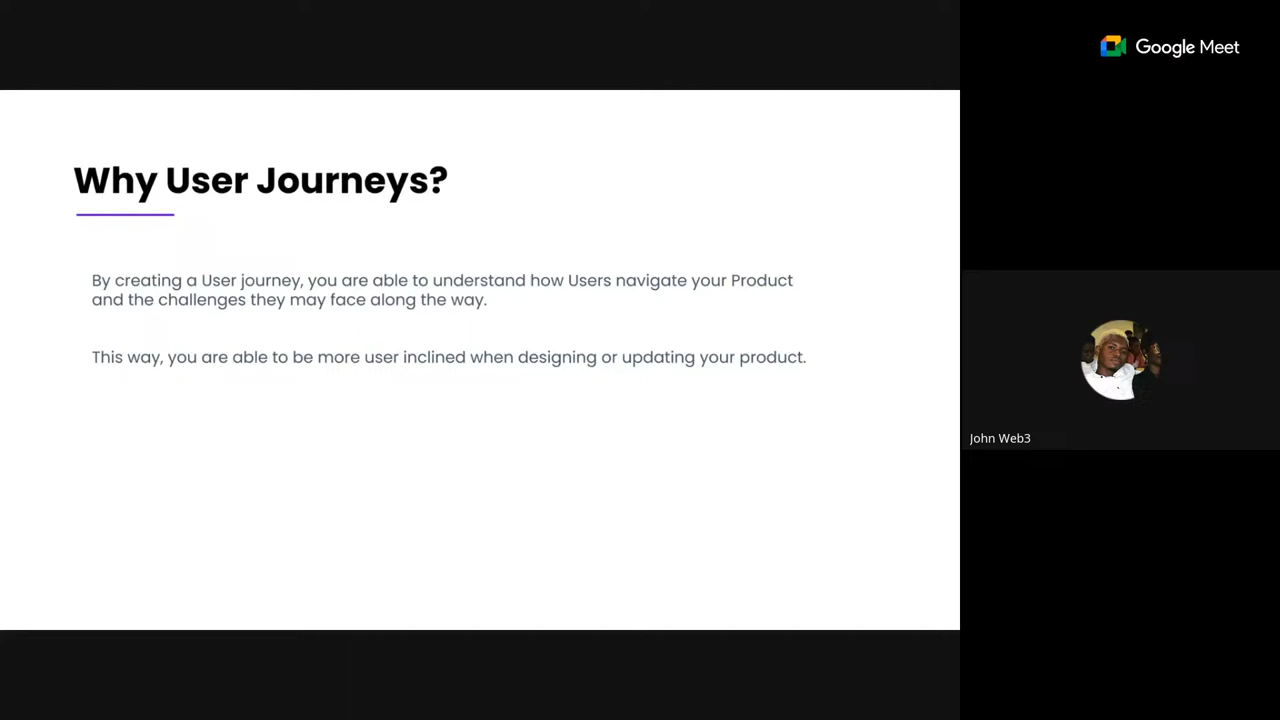 Google Meet
Why User Journeys?
By creating a User journey, you are able to understand how Users navigate your Product
and the challenges they may face along the way.
This way, you are able to be more user inclined when designing or updating your product.
John Web3